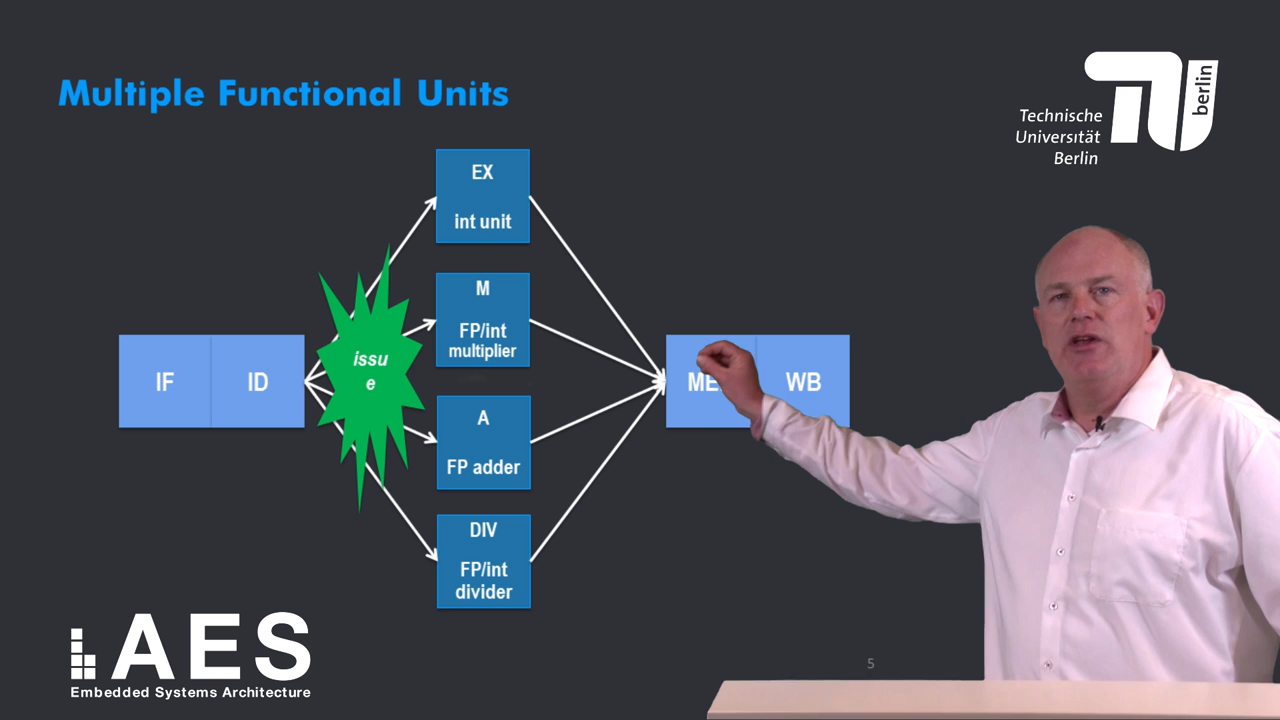 Multiple Functional Units
berlin
Technische
Universität
Berlin
EX
int unit
M
FP/int
multiplier
issu
e
IF
ID
WB
A
FP adder
DIV
FP/int
divider
AES
Embedded Systems Architecture
5